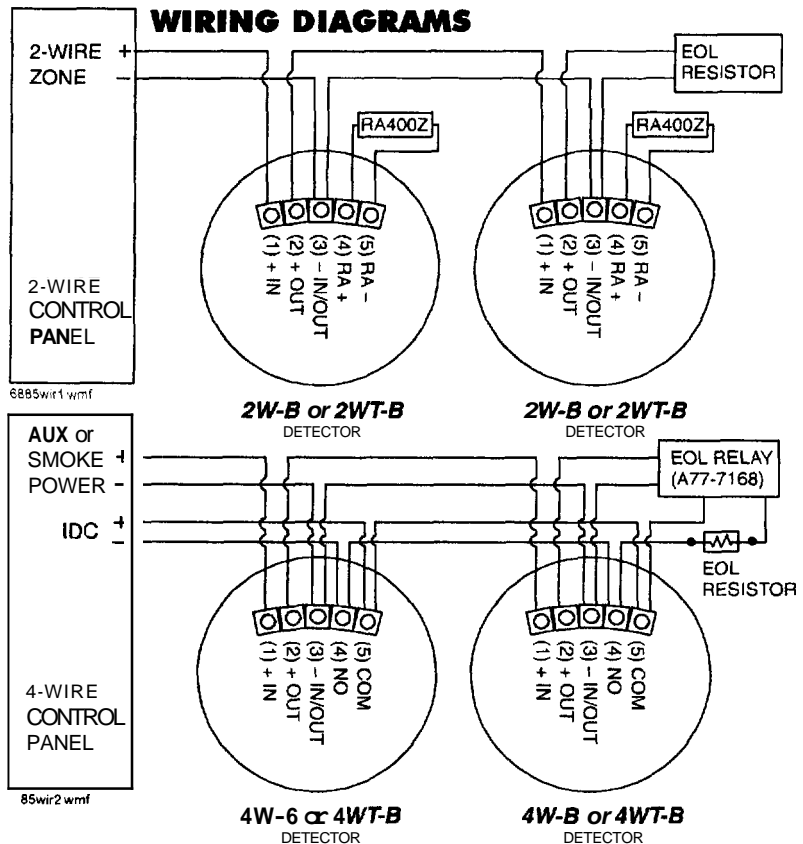 WIRING DIAGRAMS
2-WIRE +
ZONE –
EOL
RESISTOR
RA400Z
RA400Z
(1) + IN
(2) + OUT
(3) – IN/OUT
(4) RA +
(5) RA –
(1) + IN
(2) + OUT
(3) – IN/OUT
(4) RA +
(5) RA –
2-WIRE
CONTROL
PANEL
6885wir1 wmf
2W-B or 2WT-B
DETECTOR
2W-B or 2WT-B
DETECTOR
AUX or
SMOKE +
POWER -
IDC +
–
EOL RELAY
(A77-7168)
EOL
RESISTOR
(1) + IN
(2) + OUT
(3) – IN/OUT
(4) NO
(5) COM
(1) + IN
(2) + OUT
(3) – IN/OUT
(4) NO
(5) COM
4-WIRE
CONTROL
PANEL
85wir2 wmf
4W-6 or 4WT-B
DETECTOR
4W-B or 4WT-B
DETECTOR